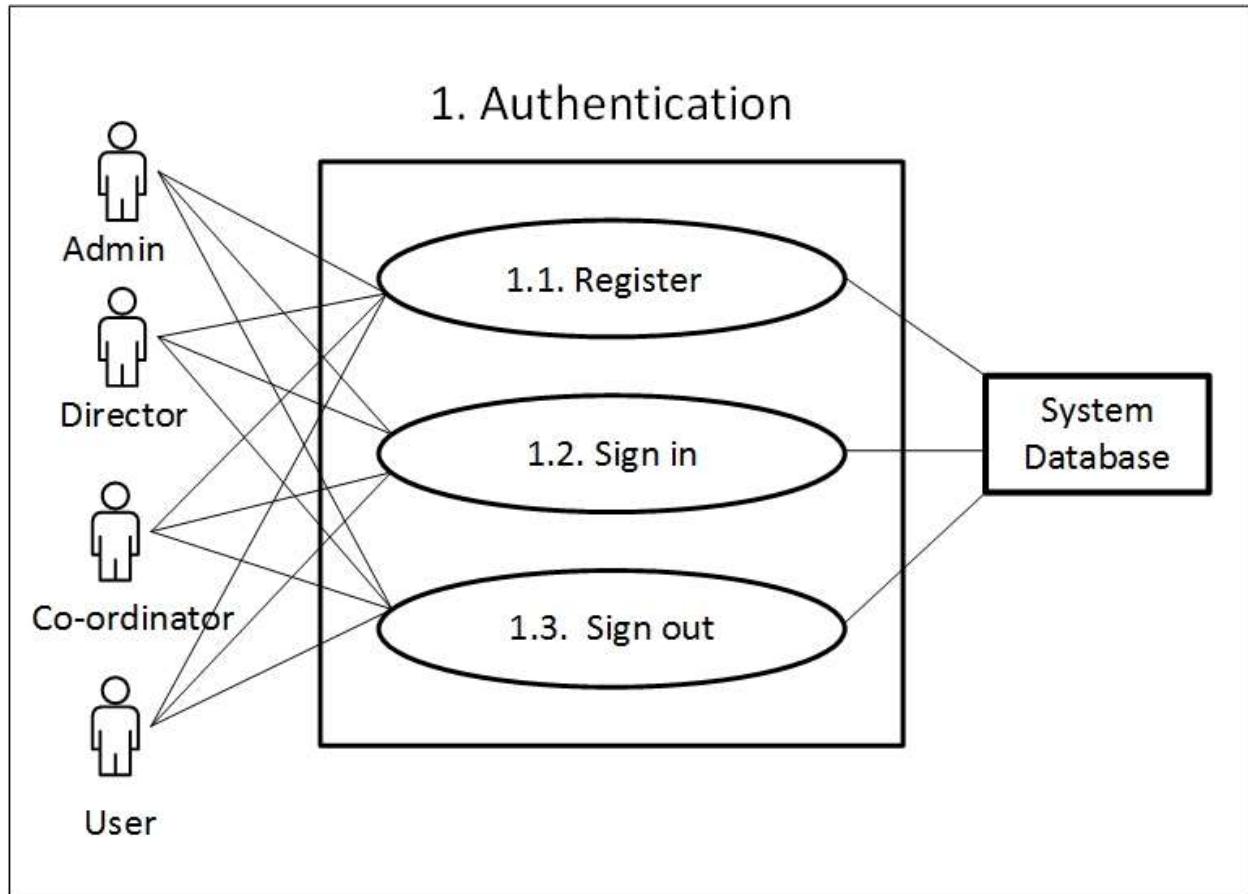 1. Authentication
Admin
Director
Co-ordinator
User
1.1. Register
1.2. Sign in
1.3.  Sign out
System
Database